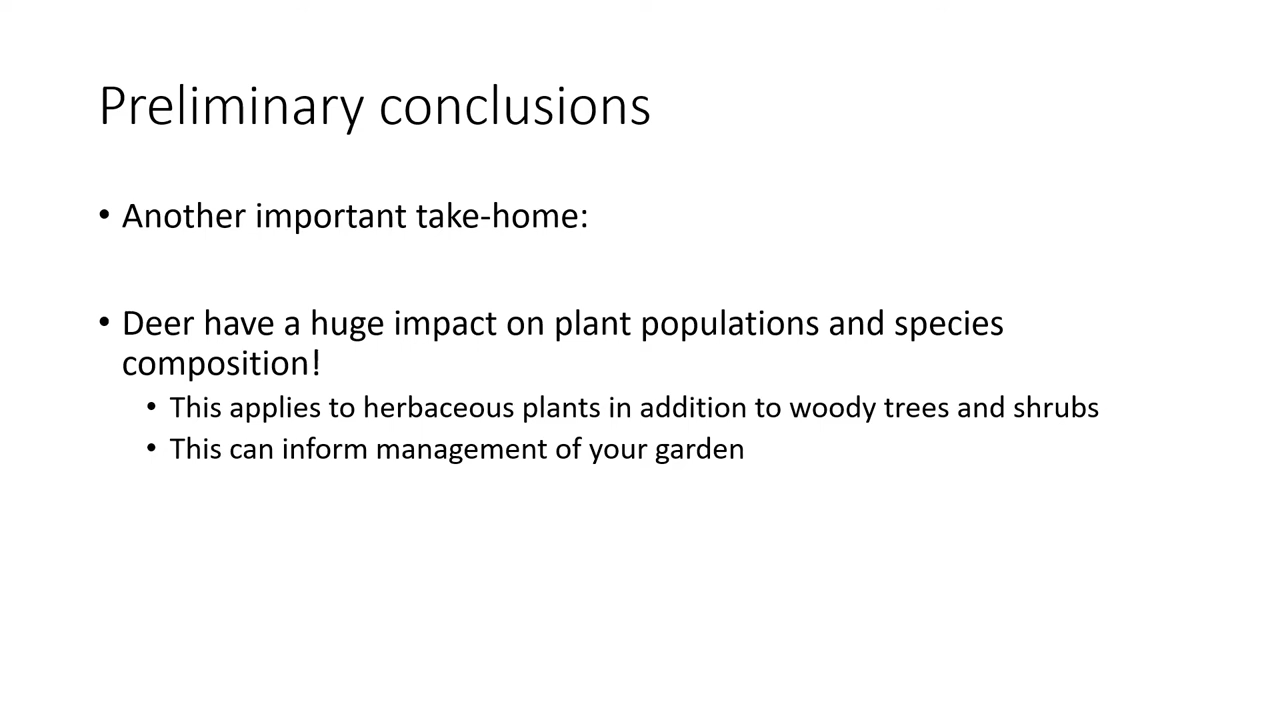 Preliminary conclusions
• Another important take-home:
• Deer have a huge impact on plant populations and species
composition!
• This applies to herbaceous plants in addition to woody trees and shrubs
• This can inform management of your garden